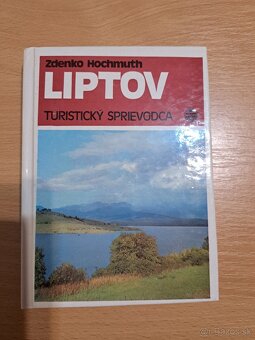 Zdenko Hochmuth
LIPTOV
TURISTICKÝ SPRIEVODCA